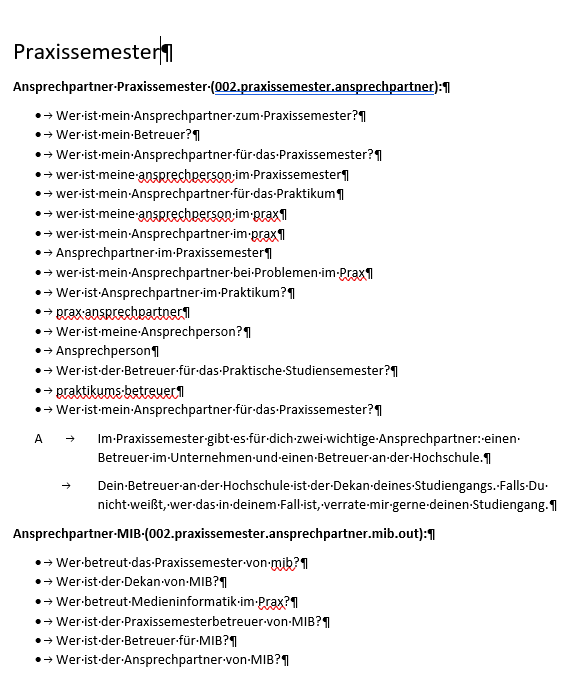 Praxissemester¶
Ansprechpartner·Praxissemester·(002.praxissemester.ansprechpartner):¶
•→Wer·ist·mein·Ansprechpartner·zum·Praxissemester?¶
•→Wer·ist·mein·Betreuer?¶
•→Wer·ist·mein·Ansprechpartner·für·das·Praxissemester?¶
•→wer·ist·meine·ansprechperson·im·Praxissemester¶
•→wer·ist·mein·Ansprechpartner·für·das·Praktikum¶
•→wer·ist·meine·ansprechperson·im·prax¶
•→wer·ist·mein·Ansprechpartner·im·prax¶
•→Ansprechpartner·im·Praxissemester¶
•→wer·ist·mein·Ansprechpartner·bei·Problemen·im·Prax¶
•→Wer·ist·Ansprechpartner·im·Praktikum?¶
•→prax·ansprechpartner¶
•→Wer·ist·meine·Ansprechperson?¶
•→Ansprechperson¶
•→Wer·ist·der·Betreuer·für·das·Praktische·Studiensemester?¶
•→praktikums·betreuer¶
•→Wer·ist·mein·Ansprechpartner·für·das·Praxissemester?¶
A → Im·Praxissemester·gibt·es·für·dich·zwei·wichtige·Ansprechpartner:·einen·
Betreuer·im·Unternehmen·und·einen·Betreuer·an·der·Hochschule.¶
→ Dein·Betreuer·an·der·Hochschule·ist·der·Dekan·deines·Studiengangs.·Falls·Du·
nicht·weißt,·wer·das·in·deinem·Fall·ist,·verrate·mir·gerne·deinen·Studiengang.¶
Ansprechpartner·MIB·(002.praxissemester.ansprechpartner.mib.out):¶
•→Wer·betreut·das·Praxissemester·von·mib?¶
•→Wer·ist·der·Dekan·von·MIB?¶
•→Wer·betreut·Medieninformatik·im·Prax?¶
•→Wer·ist·der·Praxissemesterbetreuer·von·MIB?¶
•→Wer·ist·der·Betreuer·für·MIB?¶
•→Wer·ist·der·Ansprechpartner·von·MIB?¶